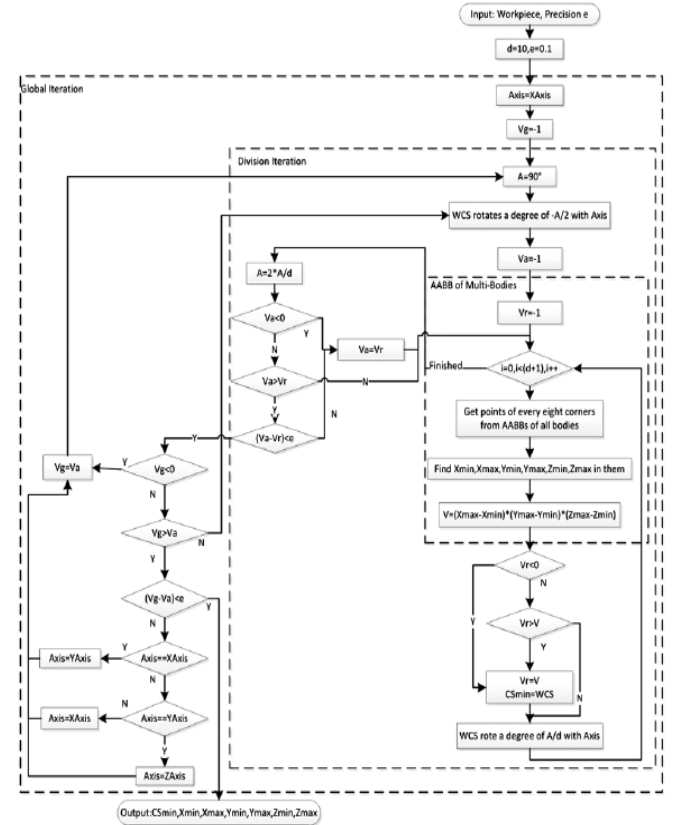 Input: Workpiece, Precision e
d=10,e=0.1
Global Iteration
Axis=XAxis
Vg=-1
Division Iteration
A=90°
WCS rotates a degree of -A/2 with Axis
Va=-1
A=2*A/d
AABB of Multi-Bodies
Vr=-1
Va<0
Y
N
Va=Vr
i=0,i<(d+1),i++
Finished
Va>Vr
N
Y
Get points of every eight corners
from AABBs of all bodies
N
(Va-Vr)<e
Y
Vg=Va
Y
Vg<0
N
Find Xmin,Xmax,Ymin,Ymax,Zmin,Zmax in them
V=(Xmax-Xmin)*(Ymax-Ymin)*(Zmax-Zmin)
Vg>Va
N
Y
Vr<0
N
Y
(Vg-Va)<e
Y
N
Vr>V
Y
N
Axis=YAxis
Y
Axis==XAxis
N
Vr=V
CSmin=WCS
Axis=XAxis
N
Axis==YAxis
Y
WCS rote a degree of A/d with Axis
Axis=ZAxis
Output:CSmin,Xmin,Xmax,Ymin,Ymax,Zmin,Zmax